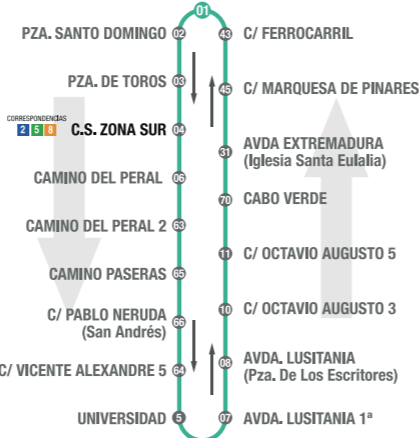 01
PZA. SANTO DOMINGO 02
PZA. DE TOROS 03
CORRESPONDENCIAS
2 5 8
C.S. ZONA SUR 04
CAMINO DEL PERAL 06
CAMINO DEL PERAL 2 63
CAMINO PASERAS 65
C/ PABLO NERUDA
(San Andrés) 66
C/ VICENTE ALEXANDRE 5 64
UNIVERSIDAD 5
43 C/ FERROCARRIL
45 C/ MARQUESA DE PINARES
31 AVDA EXTREMADURA
(Iglesia Santa Eulalia)
70 CABO VERDE
11 C/ OCTAVIO AUGUSTO 5
10 C/ OCTAVIO AUGUSTO 3
08 AVDA. LUSITANIA
(Pza. De Los Escritores)
07 AVDA. LUSITANIA 1ª